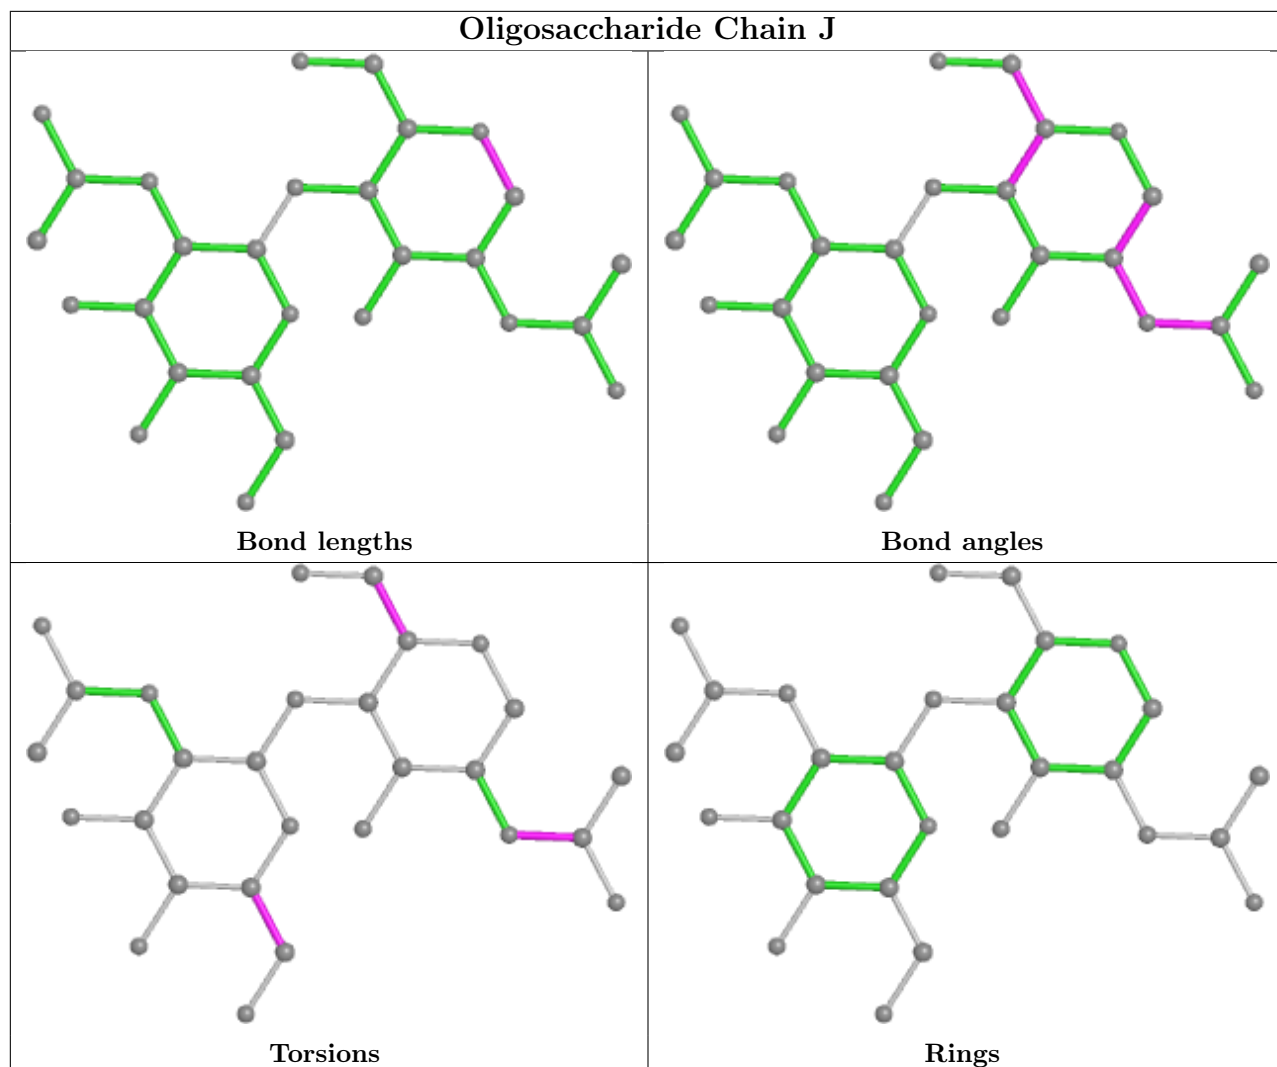 Oligosaccharide Chain J
Bond lengths
Bond angles
Torsions
Rings